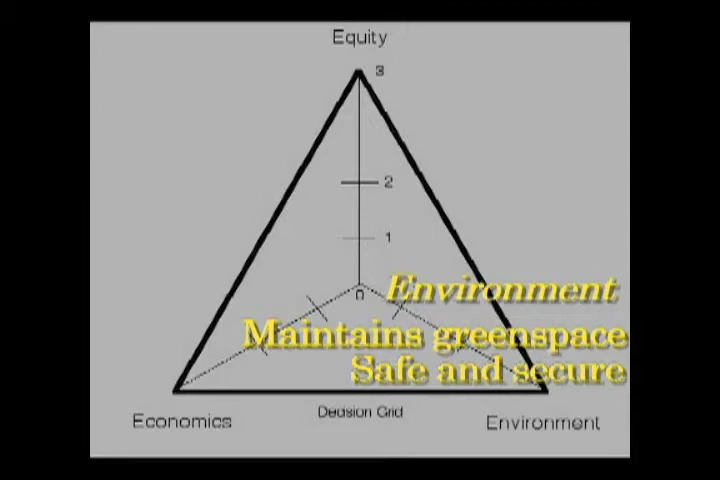 Equity
3
2
1
0
Environment
Maintains greenspace
Safe and secure
Decision Grid
Economics
Environment